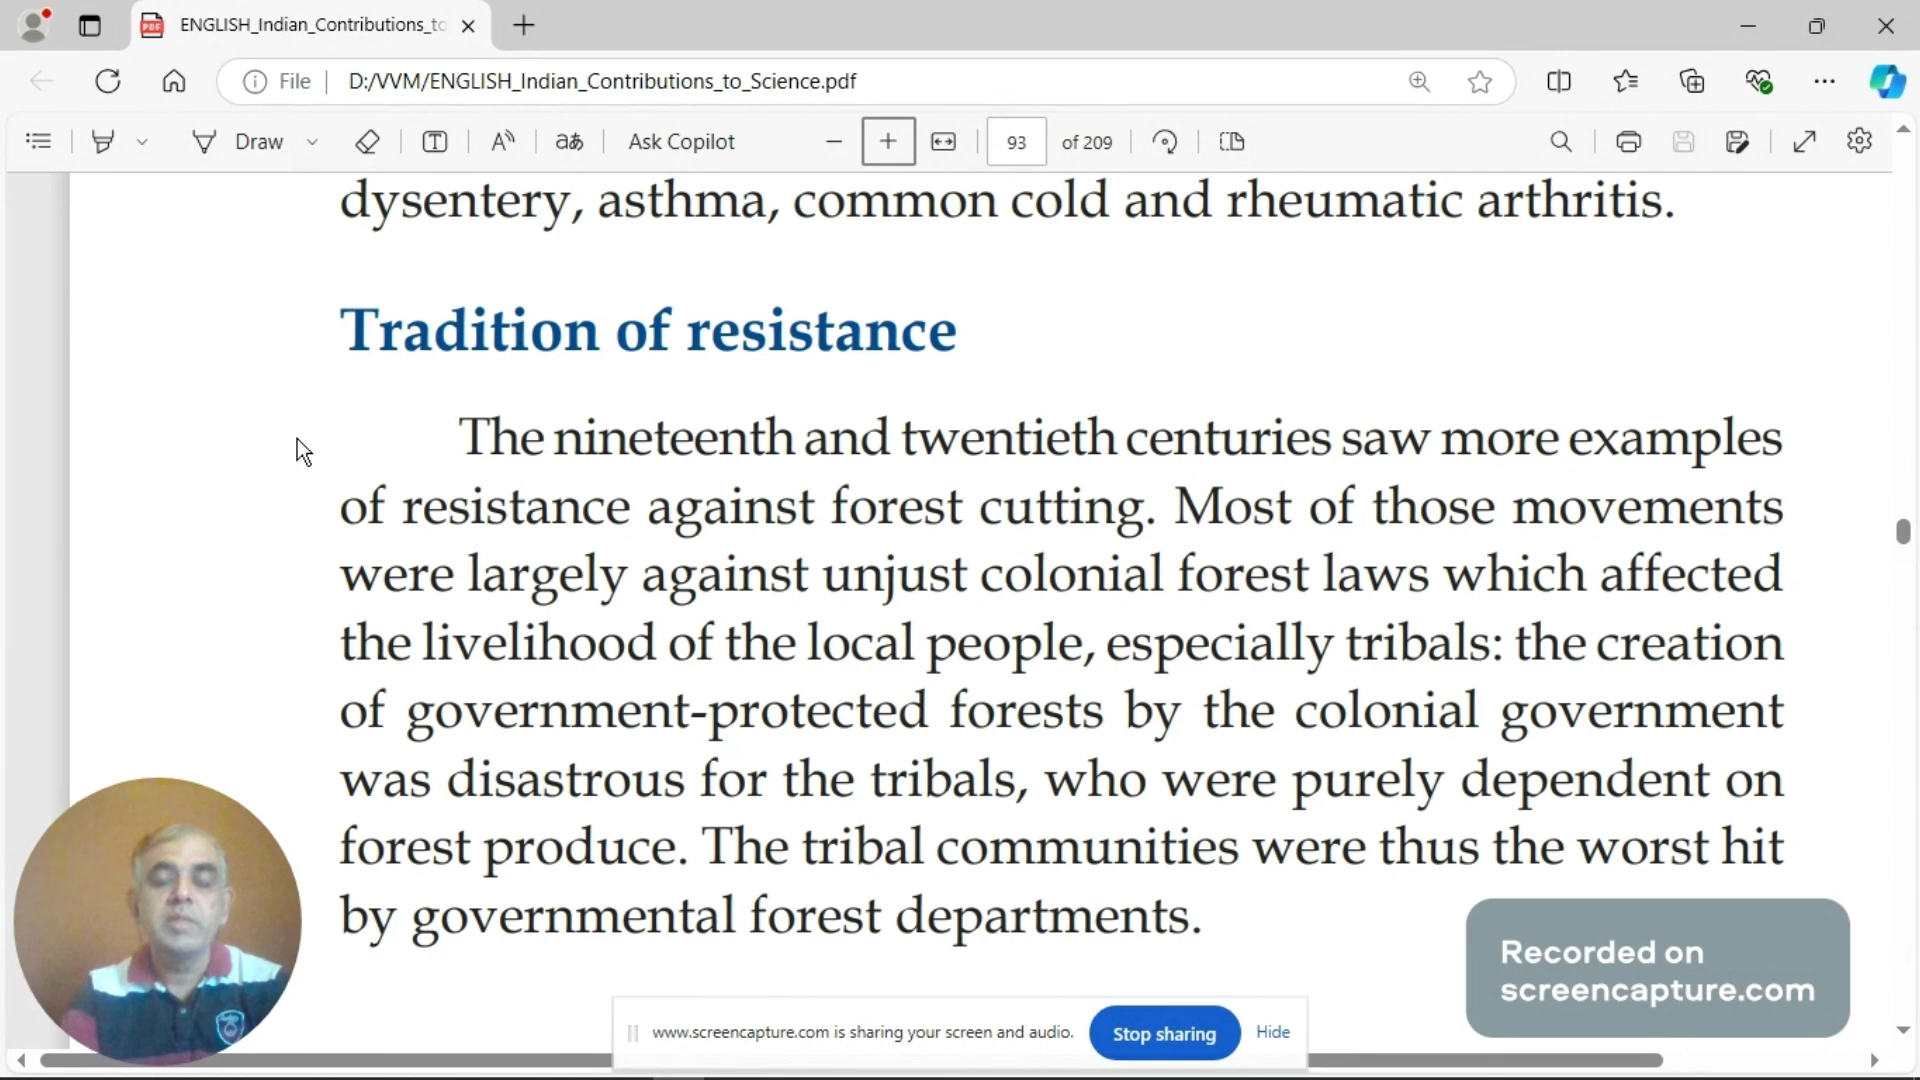 ENGLISH_Indian_Contributions_to
File
D:/VVM/ENGLISH_Indian_Contributions_to_Science.pdf
Draw
Ask Copilot
93
of 209
dysentery, asthma, common cold and rheumatic arthritis.
Tradition of resistance
The nineteenth and twentieth centuries saw more examples
of resistance against forest cutting. Most of those movements
were largely against unjust colonial forest laws which affected
the livelihood of the local people, especially tribals: the creation
of government-protected forests by the colonial government
was disastrous for the tribals, who were purely dependent on
forest produce. The tribal communities were thus the worst hit
by governmental forest departments.
Recorded on
screencapture.com
www.screencapture.com is sharing your screen and audio.
Stop sharing
Hide